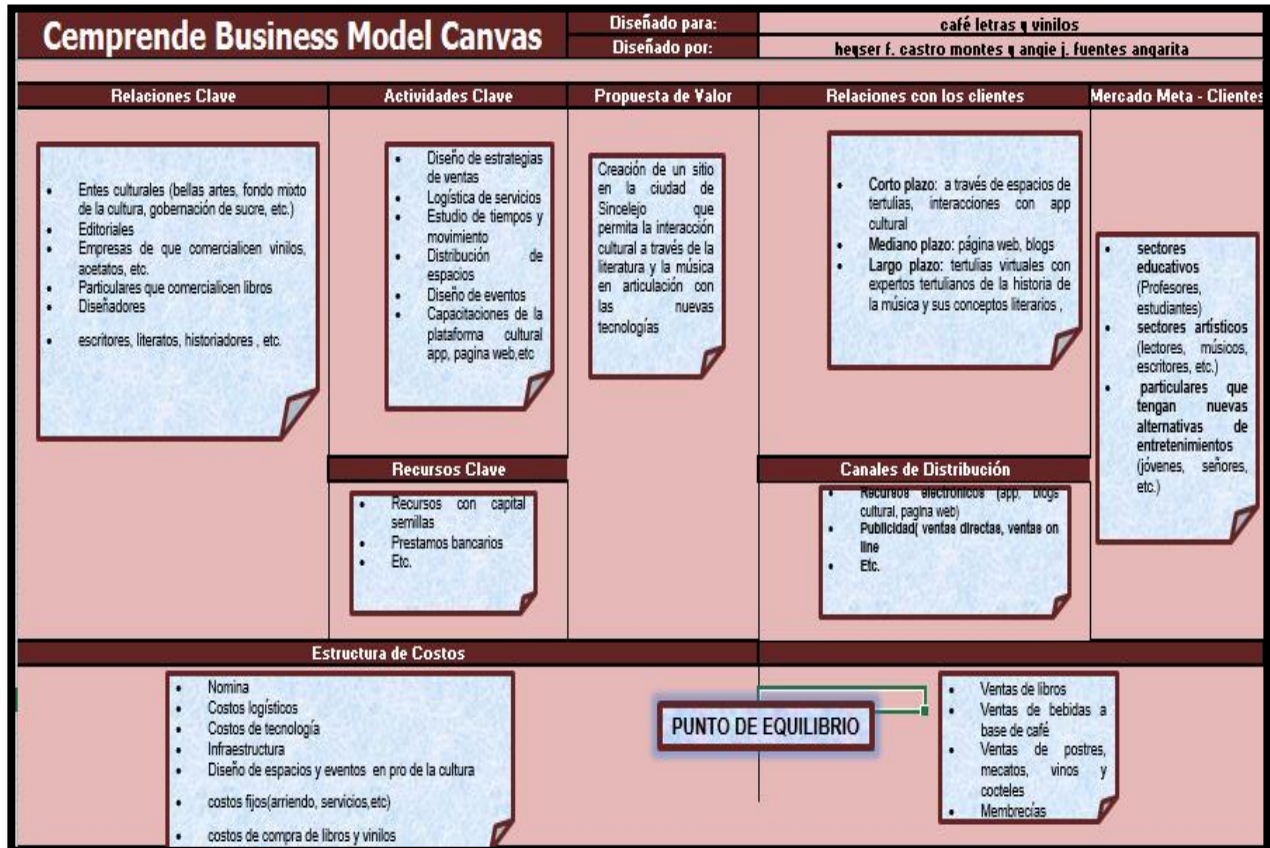 Cemprende Business Model Canvas
Diseñado para:
café letras y vinilos
Diseñado por:
heyser f. castro montes y angie j. fuentes angarita
Relaciones Clave
• Entes culturales (bellas artes, fondo mixto
de la cultura, gobernación de sucre, etc.)
• Editoriales
• Empresas de que comercialicen vinilos,
acetatos, etc.
• Particulares que comercialicen libros
• Diseñadores
• escritores, literatos, historiadores , etc.
Actividades Clave
• Diseño de estrategias
de ventas
• Logística de servicios
• Estudio de tiempos y
movimiento
• Distribución de
espacios
• Diseño de eventos
• Capacitaciones de la
plataforma cultural
app, pagina web,etc
Recursos Clave
• Recursos con capital
semillas
• Prestamos bancarios
• Etc.
Propuesta de Valor
Creación de un sitio
en la ciudad de
Sincelejo que
permita la interacción
cultural a través de la
literatura y la música
en articulación con
las nuevas
tecnologías
Relaciones con los clientes
• Corto plazo: a través de espacios de
tertulias, interacciones con app
cultural
• Mediano plazo: página web, blogs
• Largo plazo: tertulias virtuales con
expertos tertulianos de la historia de
la música y sus conceptos literarios ,
Canales de Distribución
• Recursos electrónicos (app, blogs
cultural, pagina web)
• Publicidad( ventas directas, ventas on
line
• Etc.
Mercado Meta - Clientes
• sectores
educativos
(Profesores,
estudiantes)
• sectores artísticos
(lectores, músicos,
escritores, etc.)
• particulares que
tengan nuevas
alternativas de
entretenimientos
(jóvenes, señores,
etc.)
Estructura de Costos
• Nomina
• Costos logísticos
• Costos de tecnología
• Infraestructura
• Diseño de espacios y eventos en pro de la cultura
• costos fijos(arriendo, servicios,etc)
• costos de compra de libros y vinilos
PUNTO DE EQUILIBRIO
• Ventas de libros
• Ventas de bebidas a
base de café
• Ventas de postres,
mecatos, vinos y
cocteles
• Membrecías